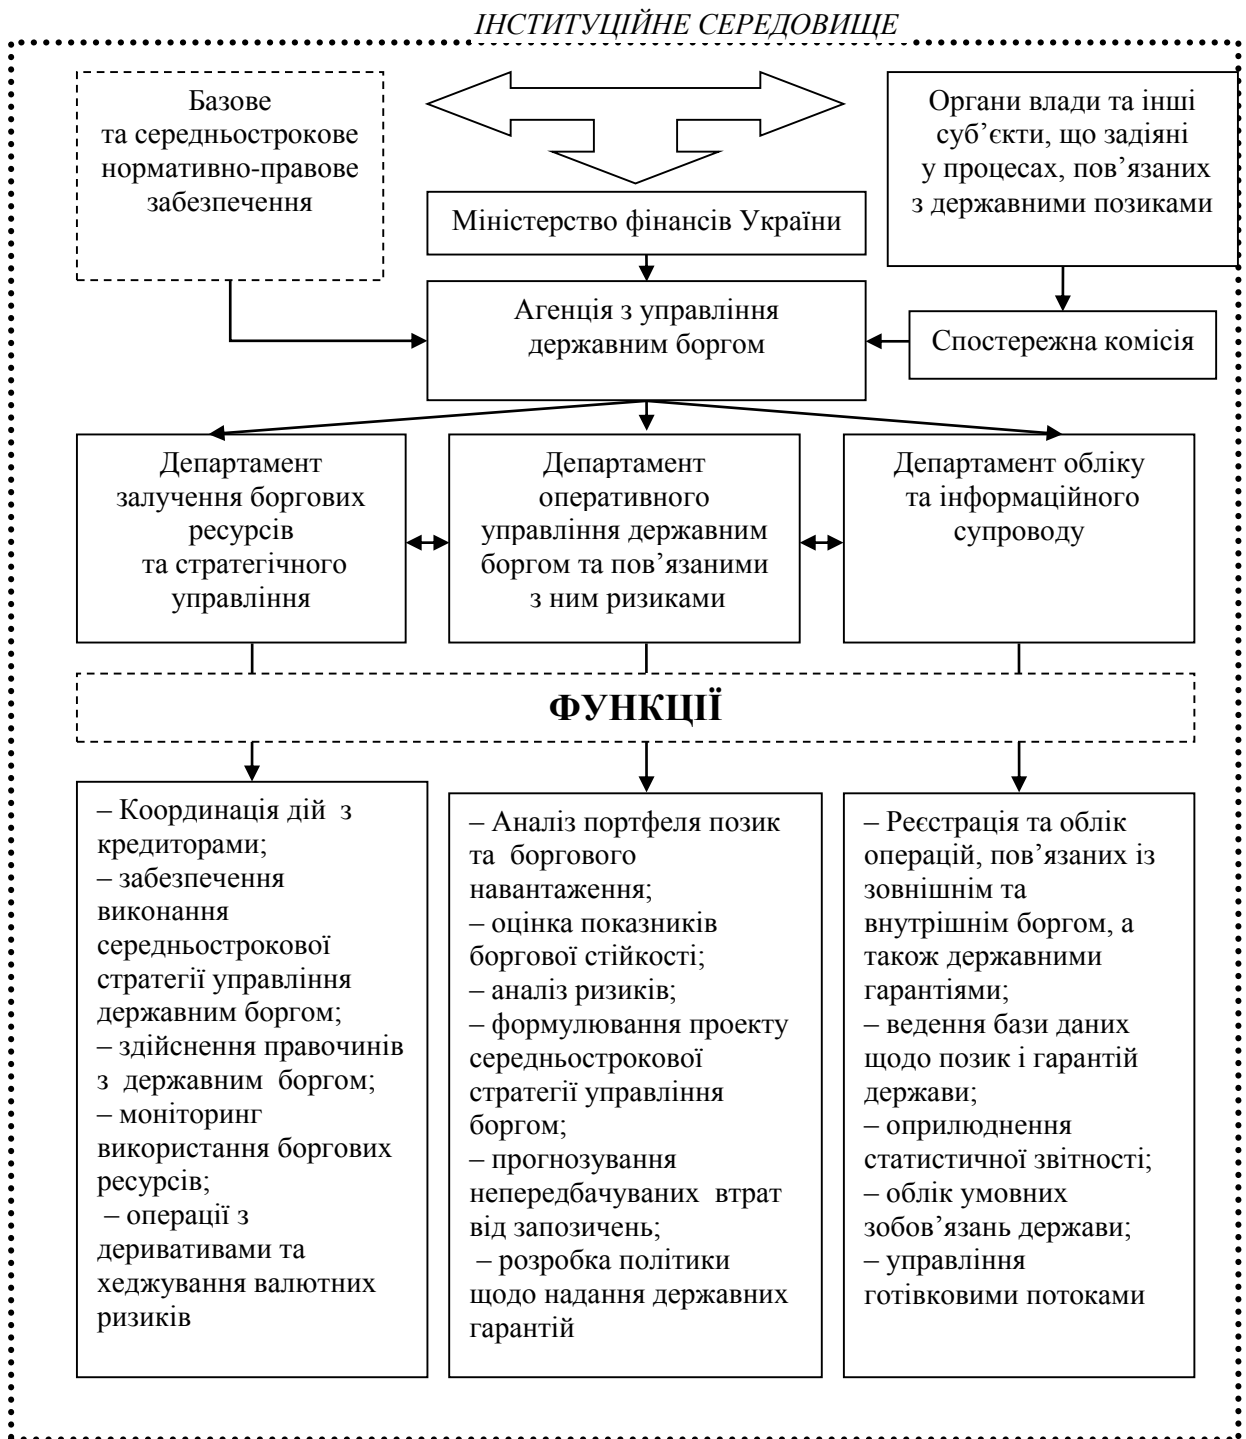 ІНСТИТУЦІЙНЕ СЕРЕДОВИЩЕ
Базове
та середньострокове
нормативно-правове
забезпечення
Органи влади та інші
суб’єкти, що задіяні
у процесах, пов’язаних
з державними позиками
Міністерство фінансів України
Агенція з управління
державним боргом
Спостережна комісія
Департамент
залучення боргових
ресурсів
та стратегічного
управління
Департамент
оперативного
управління державним
боргом та пов’язаними
з ним ризиками
Департамент обліку
та інформаційного
супроводу
ФУНКЦІЇ
– Координація дій з
кредиторами;
– забезпечення
виконання
середньострокової
стратегії управління
державним боргом;
– здійснення правочинів
з державним боргом;
– моніторинг
використання боргових
ресурсів;
– операції з
деривативами та
хеджування валютних
ризиків
– Аналіз портфеля позик
та боргового
навантаження;
– оцінка показників
боргової стійкості;
– аналіз ризиків;
– формулювання проекту
середньострокової
стратегії управління
боргом;
– прогнозування
непередбачуваних втрат
від запозичень;
– розробка політики
щодо надання державних
гарантій
– Реєстрація та облік
операцій, пов’язаних із
зовнішнім та
внутрішнім боргом, а
також державними
гарантіями;
– ведення бази даних
щодо позик і гарантій
держави;
– оприлюднення
статистичної звітності;
– облік умовних
зобов’язань держави;
– управління
готівковими потоками